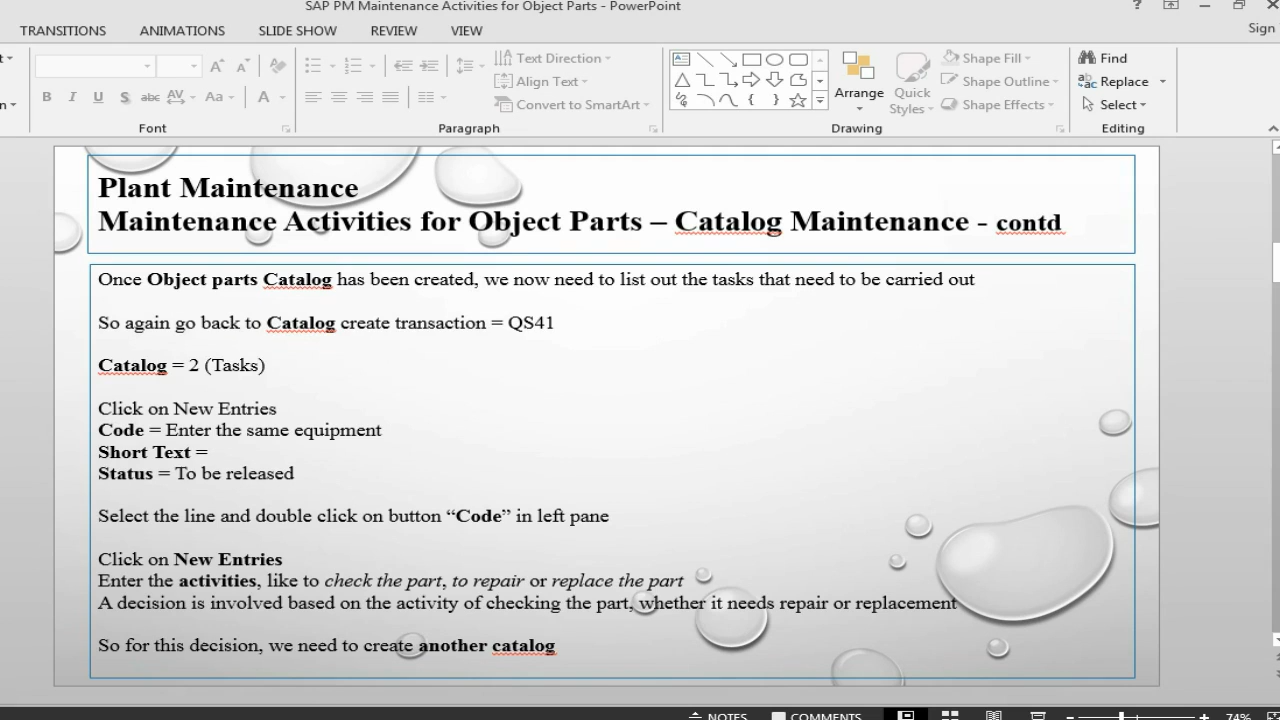 SAP PM Maintenance Activities for Object Parts - PowerPoint
?
TRANSITIONS ANIMATIONS SLIDE SHOW REVIEW VIEW
Sign
Text Direction
Shape Fill
Find
Align Text
Shape Outline
Replace
B I U S abc AV Aa A
Convert to SmartArt
Arrange
Quick
Styles
Shape Effects
Select
Font Paragraph Drawing Editing
Plant Maintenance
Maintenance Activities for Object Parts – Catalog Maintenance - contd
Once Object parts Catalog has been created, we now need to list out the tasks that need to be carried out
So again go back to Catalog create transaction = QS41
Catalog = 2 (Tasks)
Click on New Entries
Code = Enter the same equipment
Short Text =
Status = To be released
Select the line and double click on button “Code” in left pane
Click on New Entries
Enter the activities, like to check the part, to repair or replace the part
A decision is involved based on the activity of checking the part, whether it needs repair or replacement
So for this decision, we need to create another catalog
NOTES COMMENTS 74%